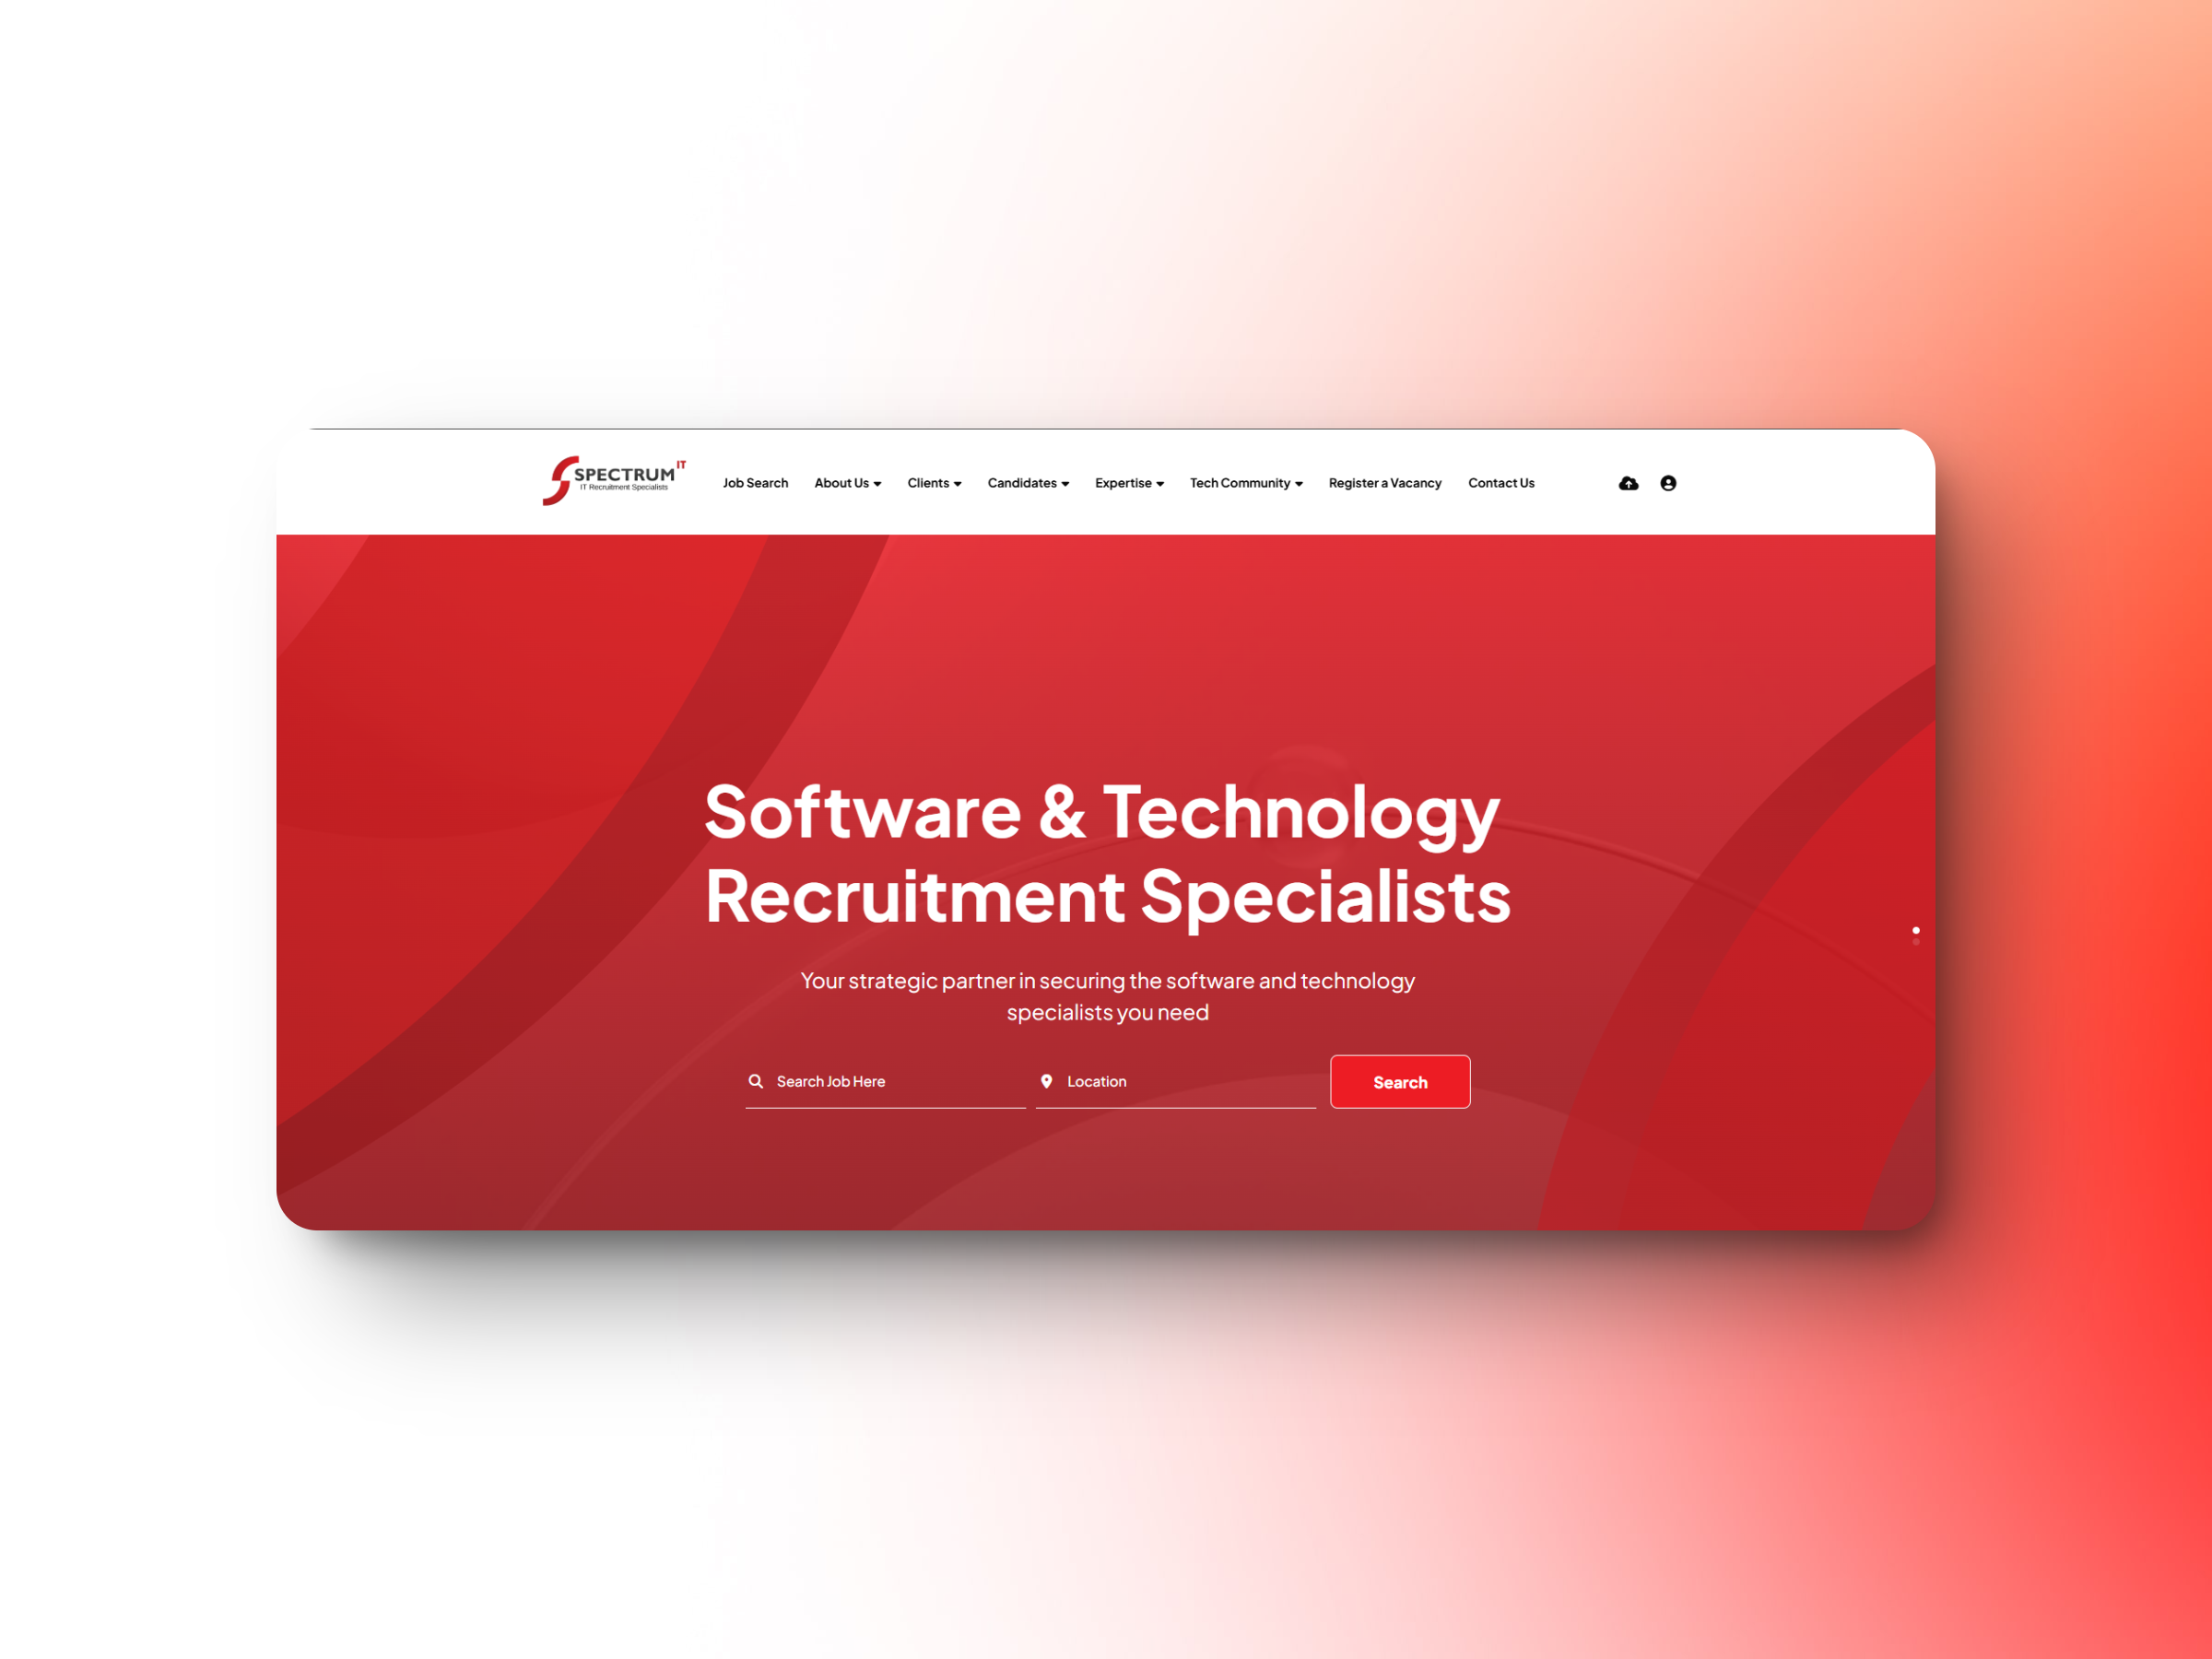 SPECTRUM IT
IT Recruitment Specialists
Job Search
About Us
Clients
Candidates
Expertise
Tech Community
Register a Vacancy
Contact Us
Software & Technology
Recruitment Specialists
Your strategic partner in securing the software and technology
specialists you need
Search Job Here
Location
Search